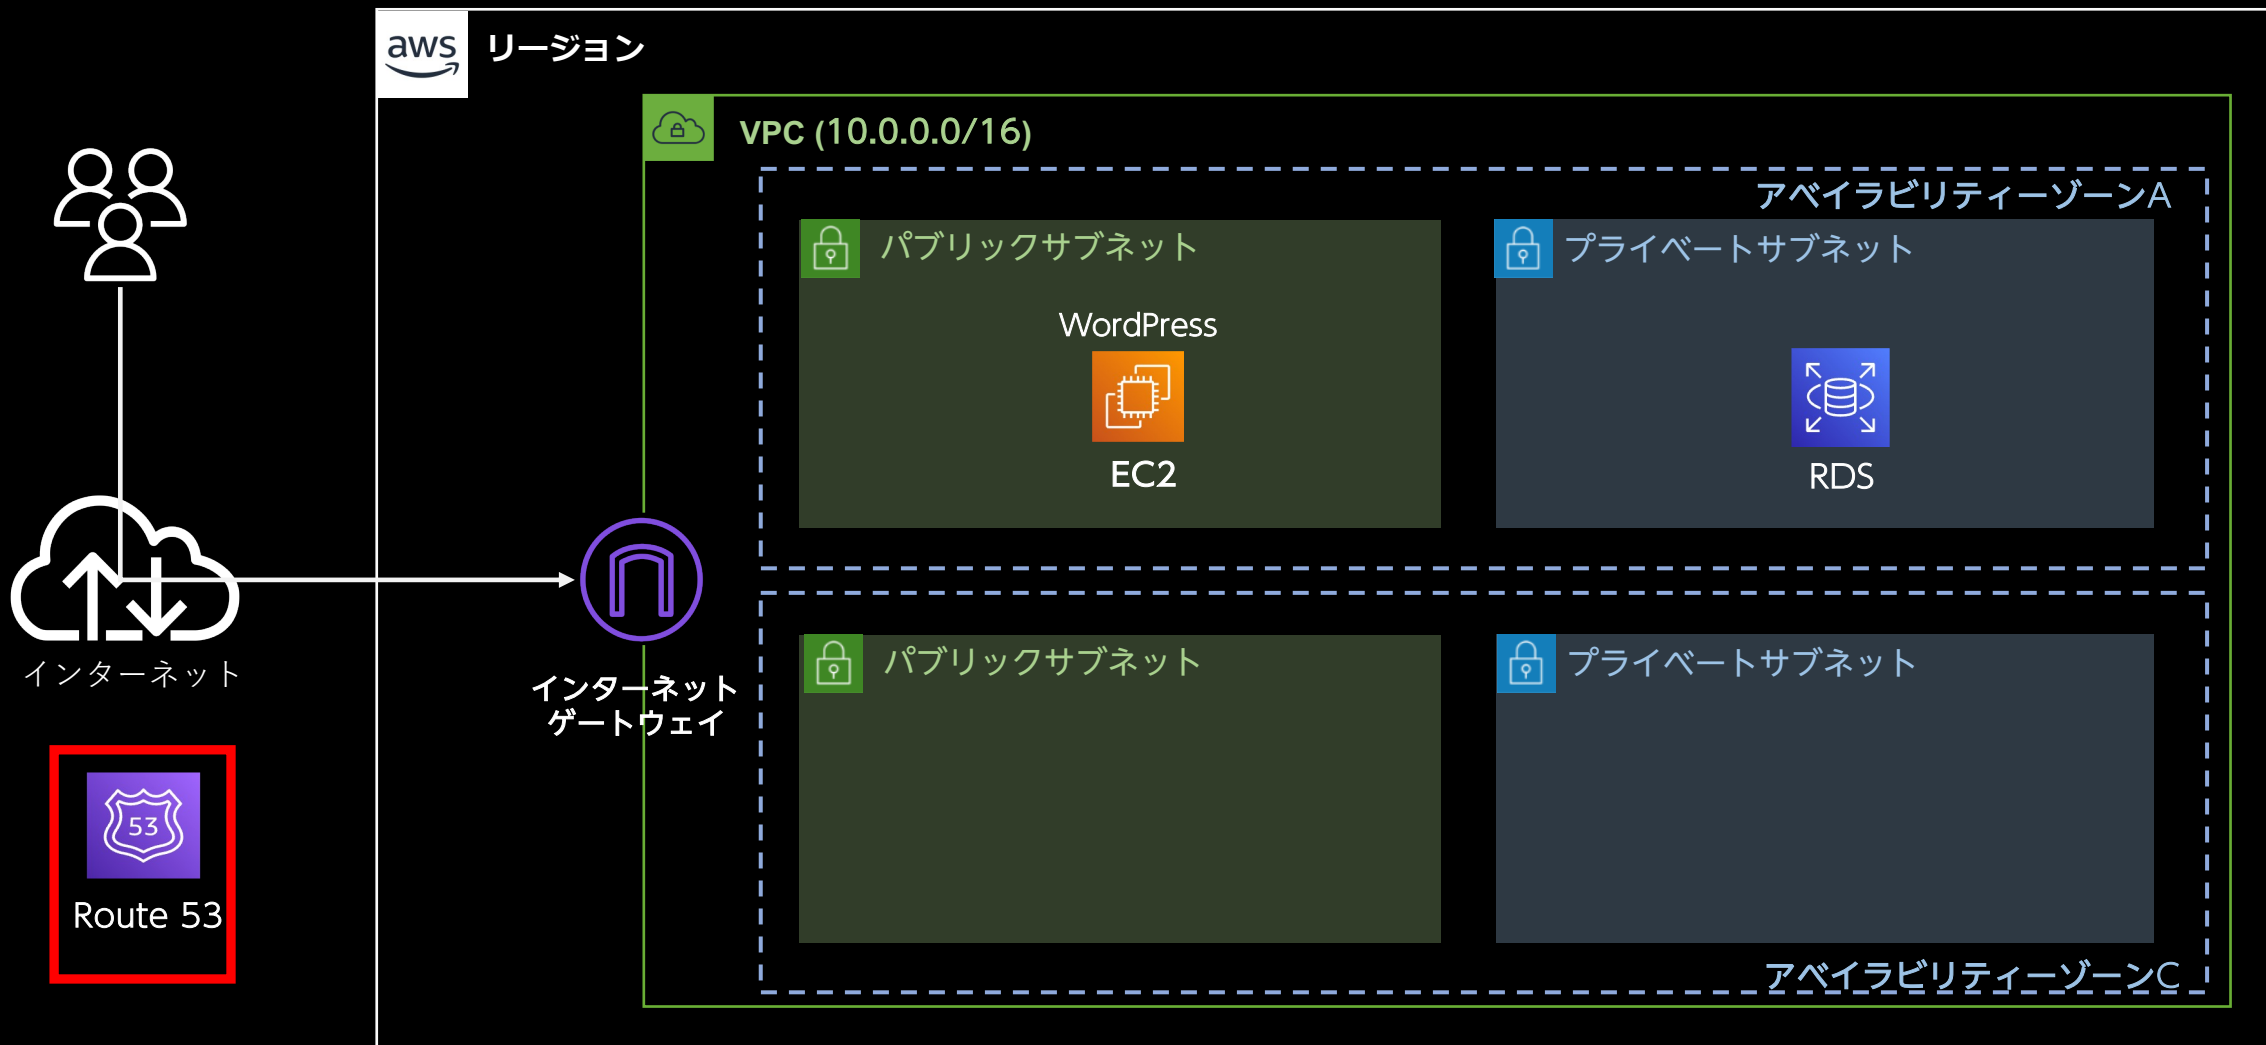 aws
リージョン
VPC (10.0.0.0/16)
アベイラビリティーゾーンA
パブリックサブネット
プライベートサブネット
WordPress
EC2
RDS
インターネット
インターネット
ゲートウェイ
パブリックサブネット
プライベートサブネット
53
Route 53
アベイラビリティーゾーンC